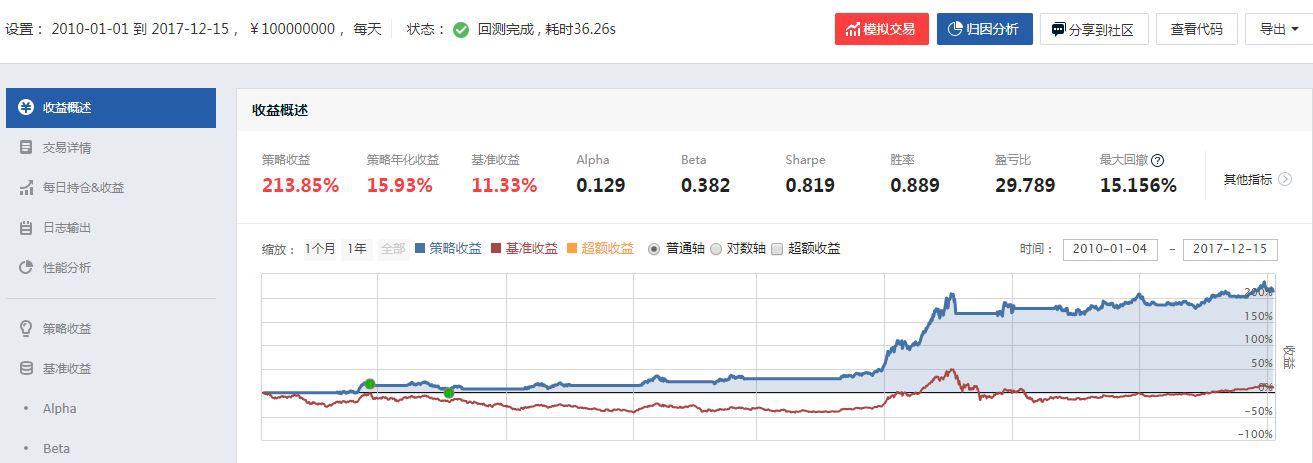 设置： 2010-01-01 到 2017-12-15， ￥100000000， 每天 状态： 回测完成 , 耗时36.26s 模拟交易 归因分析 分享到社区 查看代码 导出
收益概述
交易详情
每日持仓&收益
日志输出
性能分析
策略收益
基准收益
• Alpha
• Beta
收益概述
策略收益 策略年化收益 基准收益 Alpha Beta Sharpe 胜率 盈亏比 最大回撤 ?
213.85% 15.93% 11.33% 0.129 0.382 0.819 0.889 29.789 15.156% 其他指标
缩放： 1个月 1年 全部 策略收益 基准收益 超额收益 普通轴 对数轴 超额收益 时间： 2010-01-04 – 2017-12-15
200%
150%
100%
50%
0%
-50%
-100%
收益